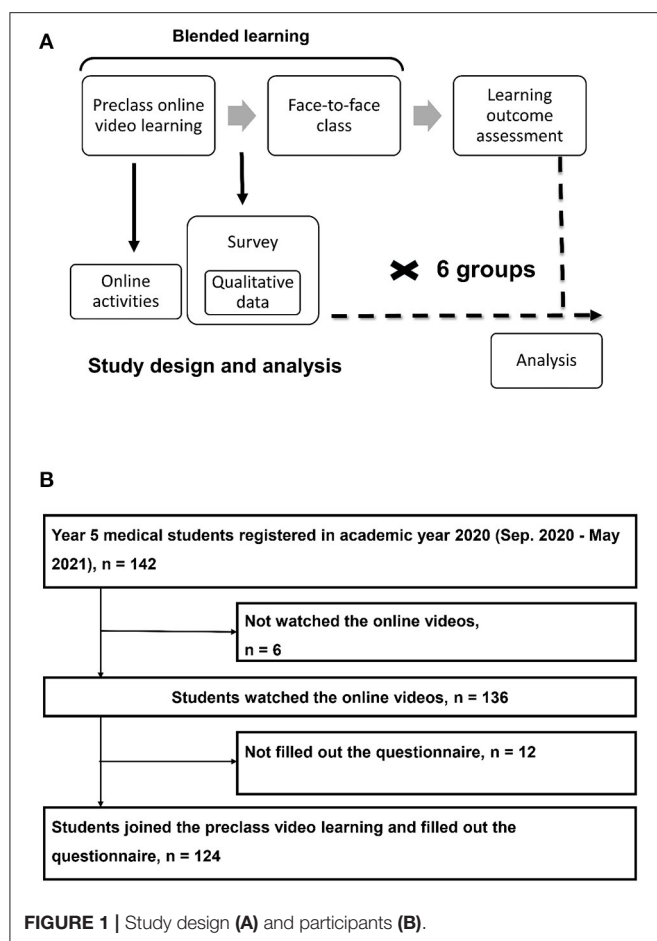 A
Blended learning
Preclass online
video learning
Face-to-face
class
Learning
outcome
assessment
Online
activities
Survey
Qualitative
data
✖ 6 groups
Study design and analysis
Analysis
B
Year 5 medical students registered in academic year 2020 (Sep. 2020 - May
2021), n = 142
Not watched the online videos,
n = 6
Students watched the online videos, n = 136
Not filled out the questionnaire, n = 12
Students joined the preclass video learning and filled out the
questionnaire, n = 124
FIGURE 1 | Study design (A) and participants (B).